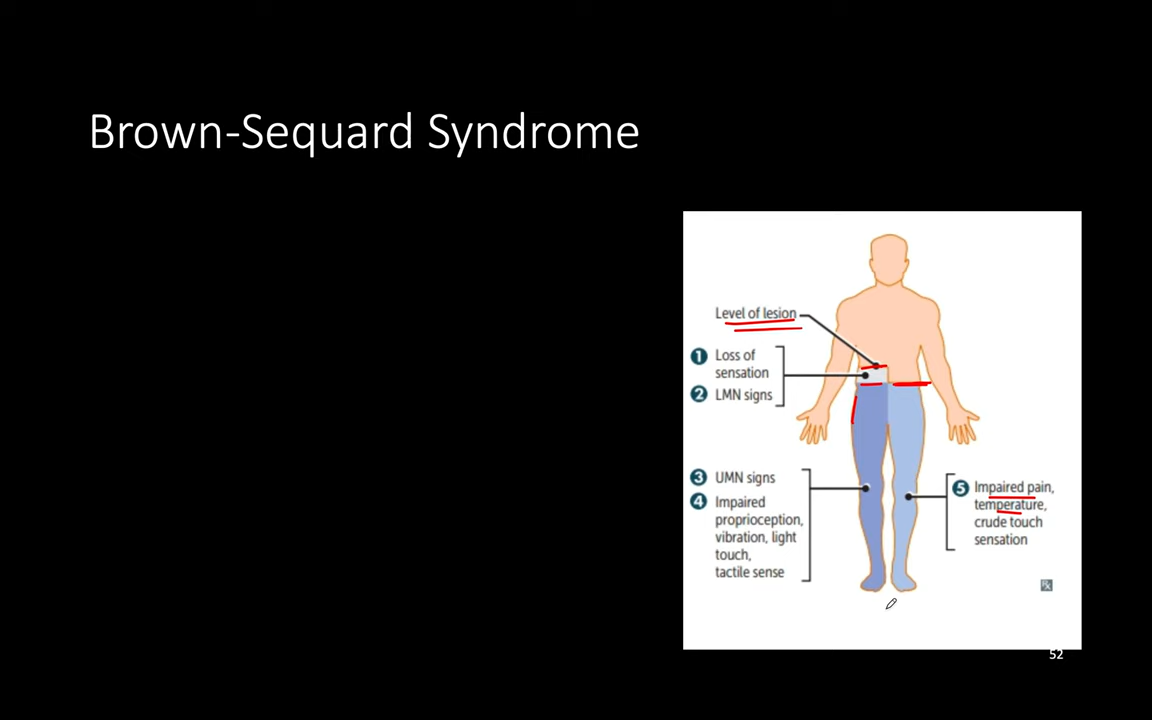 Brown-Sequard Syndrome
Level of lesion
1 Loss of
sensation
2 LMN signs
3 UMN signs
4 Impaired
proprioception,
vibration, light
touch,
tactile sense
5 Impaired pain,
temperature,
crude touch
sensation
Rx
52